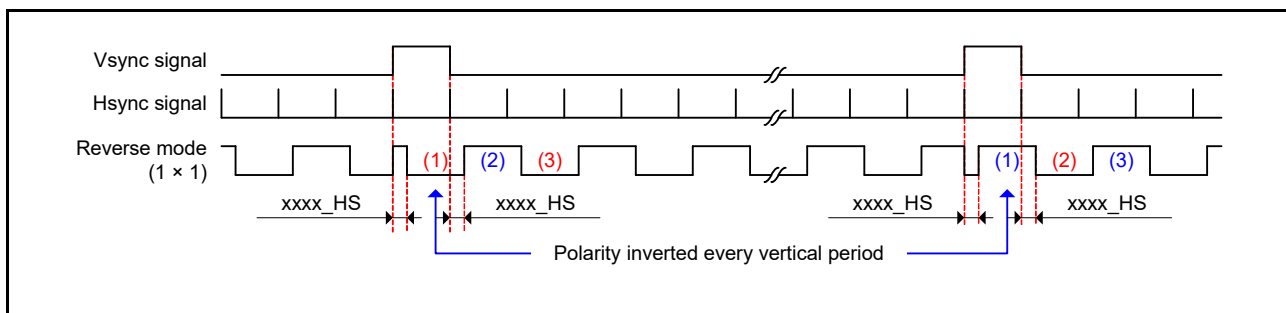 Vsync signal
Hsync signal
Reverse mode
(1 × 1)
(1) (2) (3) (1) (2) (3)
xxxx_HS xxxx_HS xxxx_HS xxxx_HS
Polarity inverted every vertical period